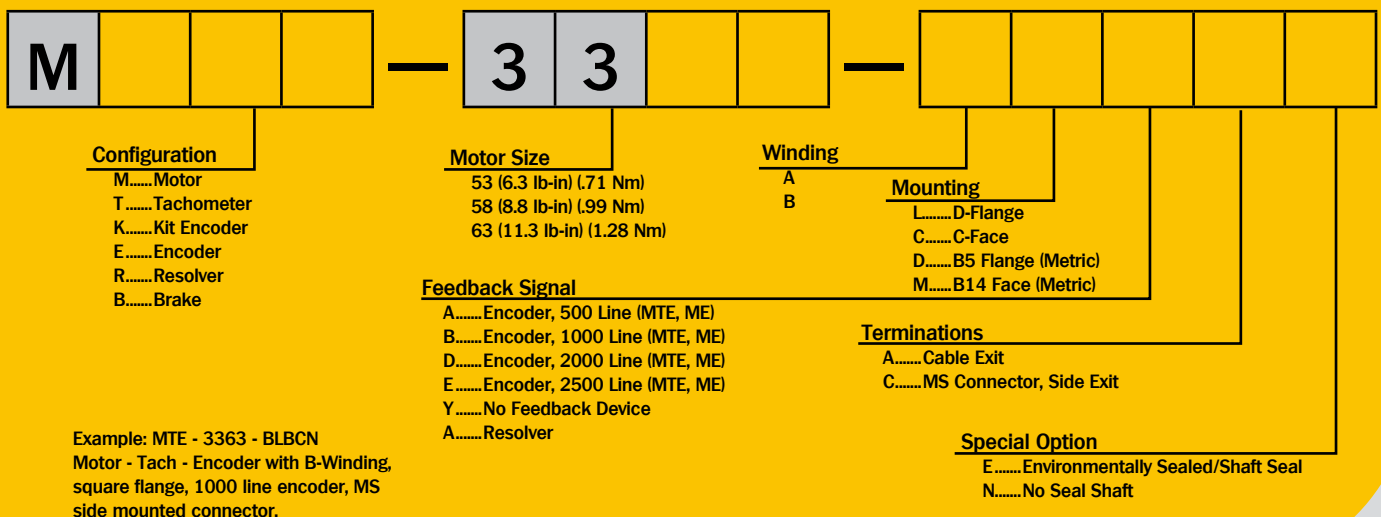 M — 3 3 —
Configuration
M......Motor
T.......Tachometer
K.......Kit Encoder
E.......Encoder
R.......Resolver
B.......Brake
Motor Size
53 (6.3 lb-in) (.71 Nm)
58 (8.8 lb-in) (.99 Nm)
63 (11.3 lb-in) (1.28 Nm)
Winding
A
B
Mounting
L........D-Flange
C.......C-Face
D.......B5 Flange (Metric)
M......B14 Face (Metric)
Feedback Signal
A.......Encoder, 500 Line (MTE, ME)
B.......Encoder, 1000 Line (MTE, ME)
D.......Encoder, 2000 Line (MTE, ME)
E.......Encoder, 2500 Line (MTE, ME)
Y.......No Feedback Device
A.......Resolver
Terminations
A.......Cable Exit
C.......MS Connector, Side Exit
Special Option
E.......Environmentally Sealed/Shaft Seal
N.......No Seal Shaft
Example: MTE - 3363 - BLBCN
Motor - Tach - Encoder with B-Winding,
square flange, 1000 line encoder, MS
side mounted connector.